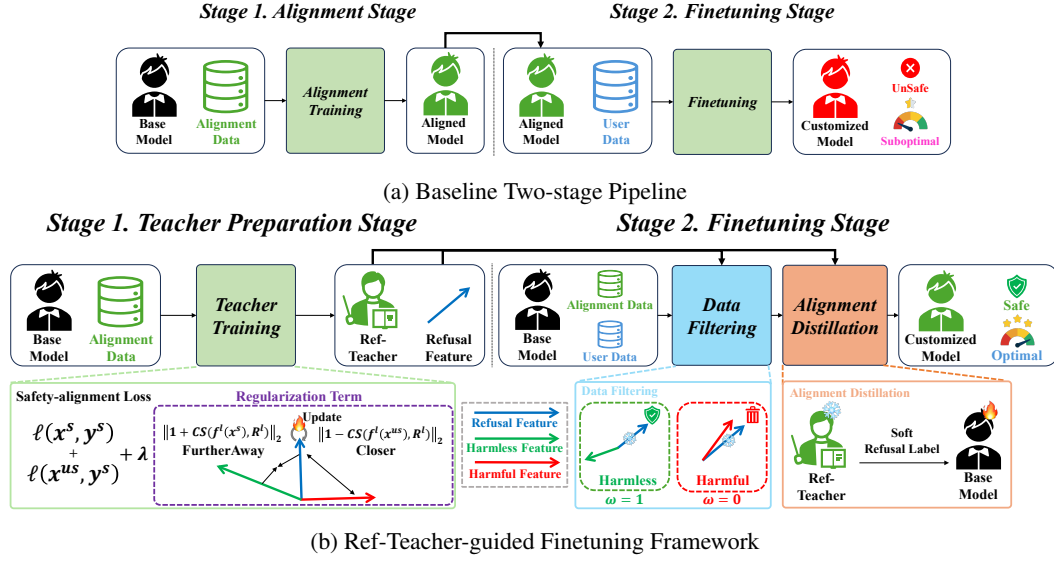 Stage 1. Alignment Stage
Stage 2. Finetuning Stage
Base
Model
Alignment
Data
Alignment
Training
Aligned Model
Aligned Model
User
Data
Finetuning
Customized
Model
UnSafe
Suboptimal
(a) Baseline Two-stage Pipeline
Stage 1. Teacher Preparation Stage
Stage 2. Finetuning Stage
Base
Model
Alignment
Data
Teacher
Training
Ref-
Teacher
Refusal
Feature
Base
Model
Alignment Data
User Data
Data
Filtering
Alignment
Distillation
Customized
Model
Safe
Optimal
Safety-alignment Loss
ℓ(x^s, y^s)
+
ℓ(x^{us}, y^s)
+ λ
Regularization Term
‖1 + CS(f^l(x^s), R^l)‖₂
FurtherAway
Update
‖1 − CS(f^l(x^{us}), R^l)‖₂
Closer
Refusal Feature
Harmless Feature
Harmful Feature
Data Filtering
Harmless
ω = 1
Harmful
ω = 0
Alignment Distillation
Ref-
Teacher
Soft
Refusal Label
Base
Model
(b) Ref-Teacher-guided Finetuning Framework